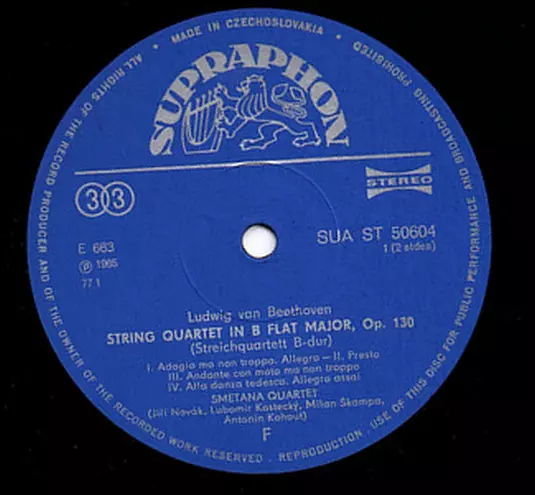 MADE IN CZECHOSLOVAKIA
ALL RIGHTS OF THE RECORD PRODUCER AND OF THE OWNER OF THE RECORDED WORK RESERVED · REPRODUCTION, USE OF THIS DISC FOR PUBLIC PERFORMANCE AND BROADCASTING PROHIBITED
SUPRAPHON
33
STEREO
E 663
SUA ST 50604
℗ 1965
1 (2 stden)
77 1
Ludwig van Beethoven
STRING QUARTET IN B FLAT MAJOR, Op. 130
(Streichquartett B-dur)
I. Adagio ma non troppo. Allegro — II. Presto
III. Andante con moto ma non troppo
IV. Alla danza tedesca. Allegro assai
SMETANA QUARTET
(Jiří Novák, Lubomír Kostecký, Milan Škampa,
Antonín Kohout)
F